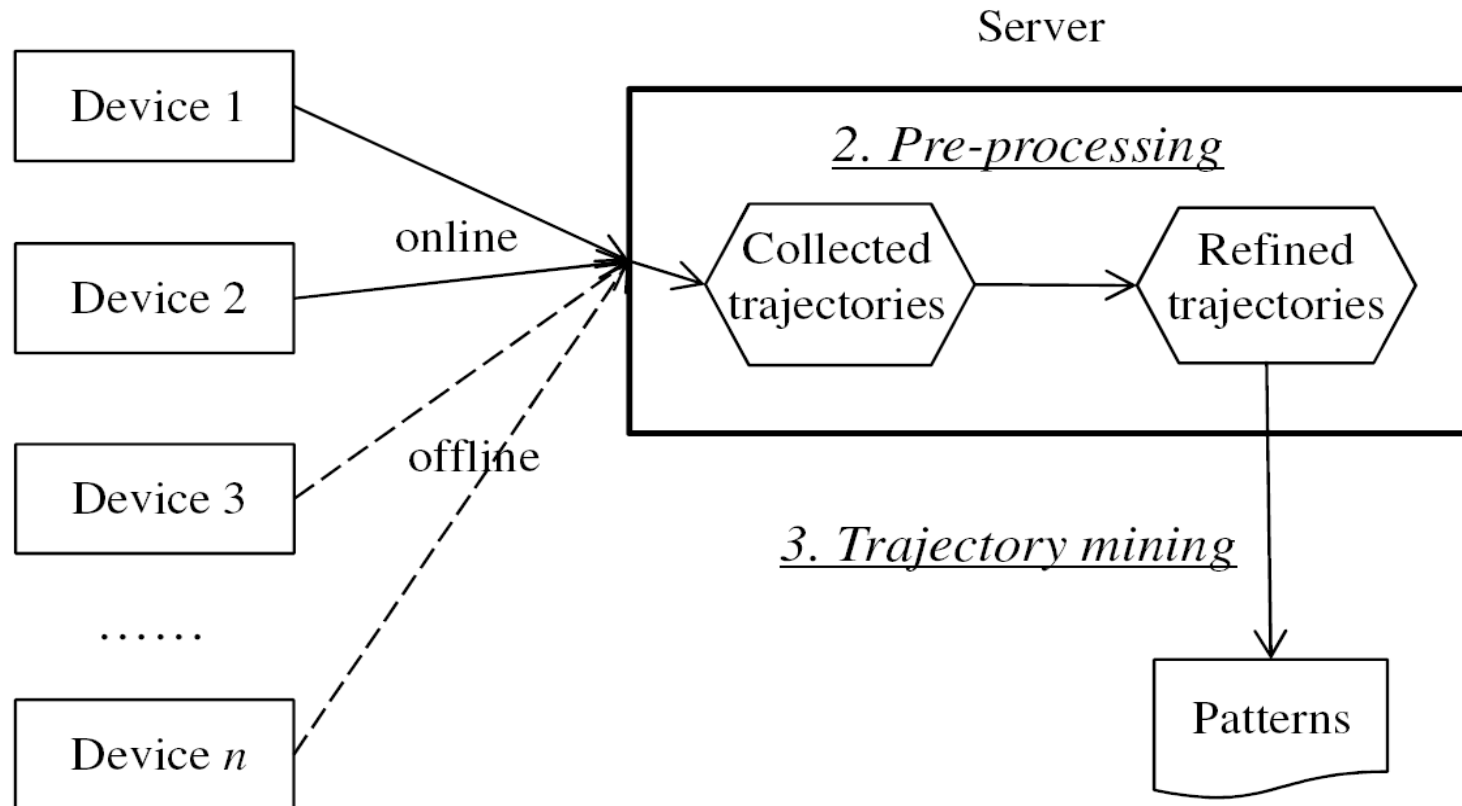 Server
Device 1
2. Pre-processing
online
Collected
trajectories
Refined
trajectories
Device 2
offline
Device 3
3. Trajectory mining
……
Patterns
Device n